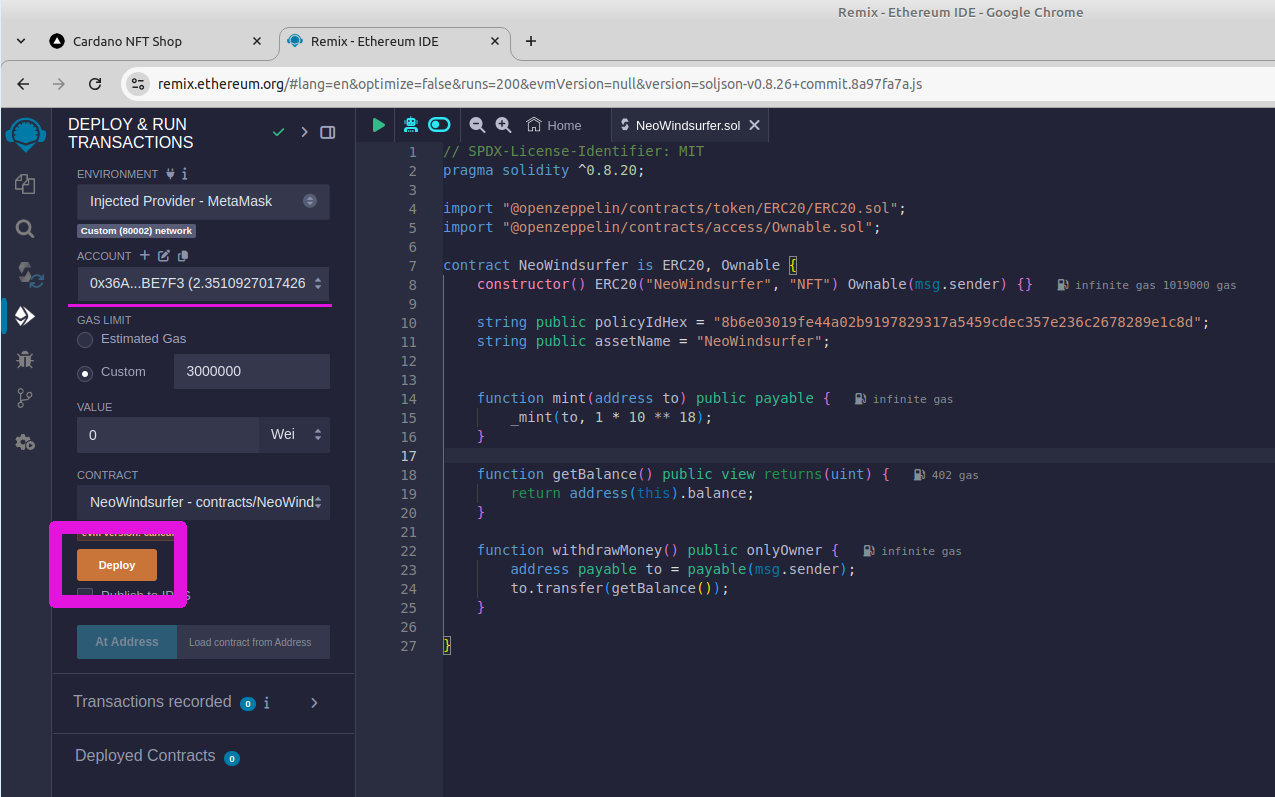 Remix - Ethereum IDE - Google Chrome
Cardano NFT Shop
Remix - Ethereum IDE
remix.ethereum.org/#lang=en&optimize=false&runs=200&evmVersion=null&version=soljson-v0.8.26+commit.8a97fa7a.js
DEPLOY & RUN
TRANSACTIONS
ENVIRONMENT
Injected Provider - MetaMask
Custom (80002) network
ACCOUNT
0x36A...BE7F3 (2.3510927017426
GAS LIMIT
Estimated Gas
Custom
3000000
VALUE
0
Wei
CONTRACT
NeoWindsurfer - contracts/NeoWind
evm version: cancun
Deploy
Publish to IPFS
At Address
Load contract from Address
Transactions recorded 0 i
Deployed Contracts 0
Home
NeoWindsurfer.sol
1 // SPDX-License-Identifier: MIT
2 pragma solidity ^0.8.20;
3
4 import "@openzeppelin/contracts/token/ERC20/ERC20.sol";
5 import "@openzeppelin/contracts/access/Ownable.sol";
6
7 contract NeoWindsurfer is ERC20, Ownable {
8 constructor() ERC20("NeoWindsurfer", "NFT") Ownable(msg.sender) {} infinite gas 1019000 gas
9
10 string public policyIdHex = "8b6e03019fe44a02b9197829317a5459cdec357e236c2678289e1c8d";
11 string public assetName = "NeoWindsurfer";
12
13
14 function mint(address to) public payable { infinite gas
15 _mint(to, 1 * 10 ** 18);
16 }
17
18 function getBalance() public view returns(uint) { 402 gas
19 return address(this).balance;
20 }
21
22 function withdrawMoney() public onlyOwner { infinite gas
23 address payable to = payable(msg.sender);
24 to.transfer(getBalance());
25 }
26
27 }